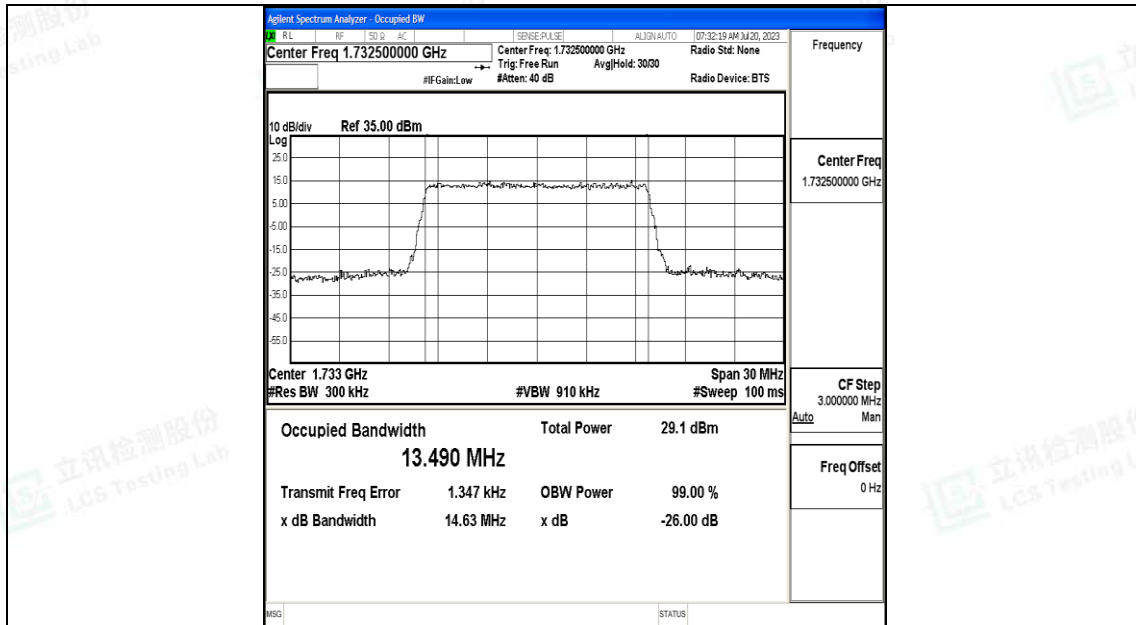 Agilent Spectrum Analyzer - Occupied BW
RL RF 50 Ω AC SENSE:PULSE ALIGNAUTO 07:32:19 AM Jul 20, 2023
Center Freq 1.732500000 GHz
Center Freq: 1.732500000 GHz Radio Std: None
Trig: Free Run Avg|Hold: 30/30
#IFGain:Low #Atten: 40 dB Radio Device: BTS
10 dB/div Ref 35.00 dBm
Log
25.0
15.0
5.00
-5.00
-15.0
-25.0
-35.0
-45.0
-55.0
Center 1.733 GHz Span 30 MHz
#Res BW 300 kHz #VBW 910 kHz #Sweep 100 ms
Occupied Bandwidth Total Power 29.1 dBm
13.490 MHz
Transmit Freq Error 1.347 kHz OBW Power 99.00 %
x dB Bandwidth 14.63 MHz x dB -26.00 dB
MSG STATUS
Frequency
Center Freq
1.732500000 GHz
CF Step
3.000000 MHz
Auto Man
Freq Offset
0 Hz
立讯检测股份
LCS Testing Lab
立讯检测股份
LCS Testing L